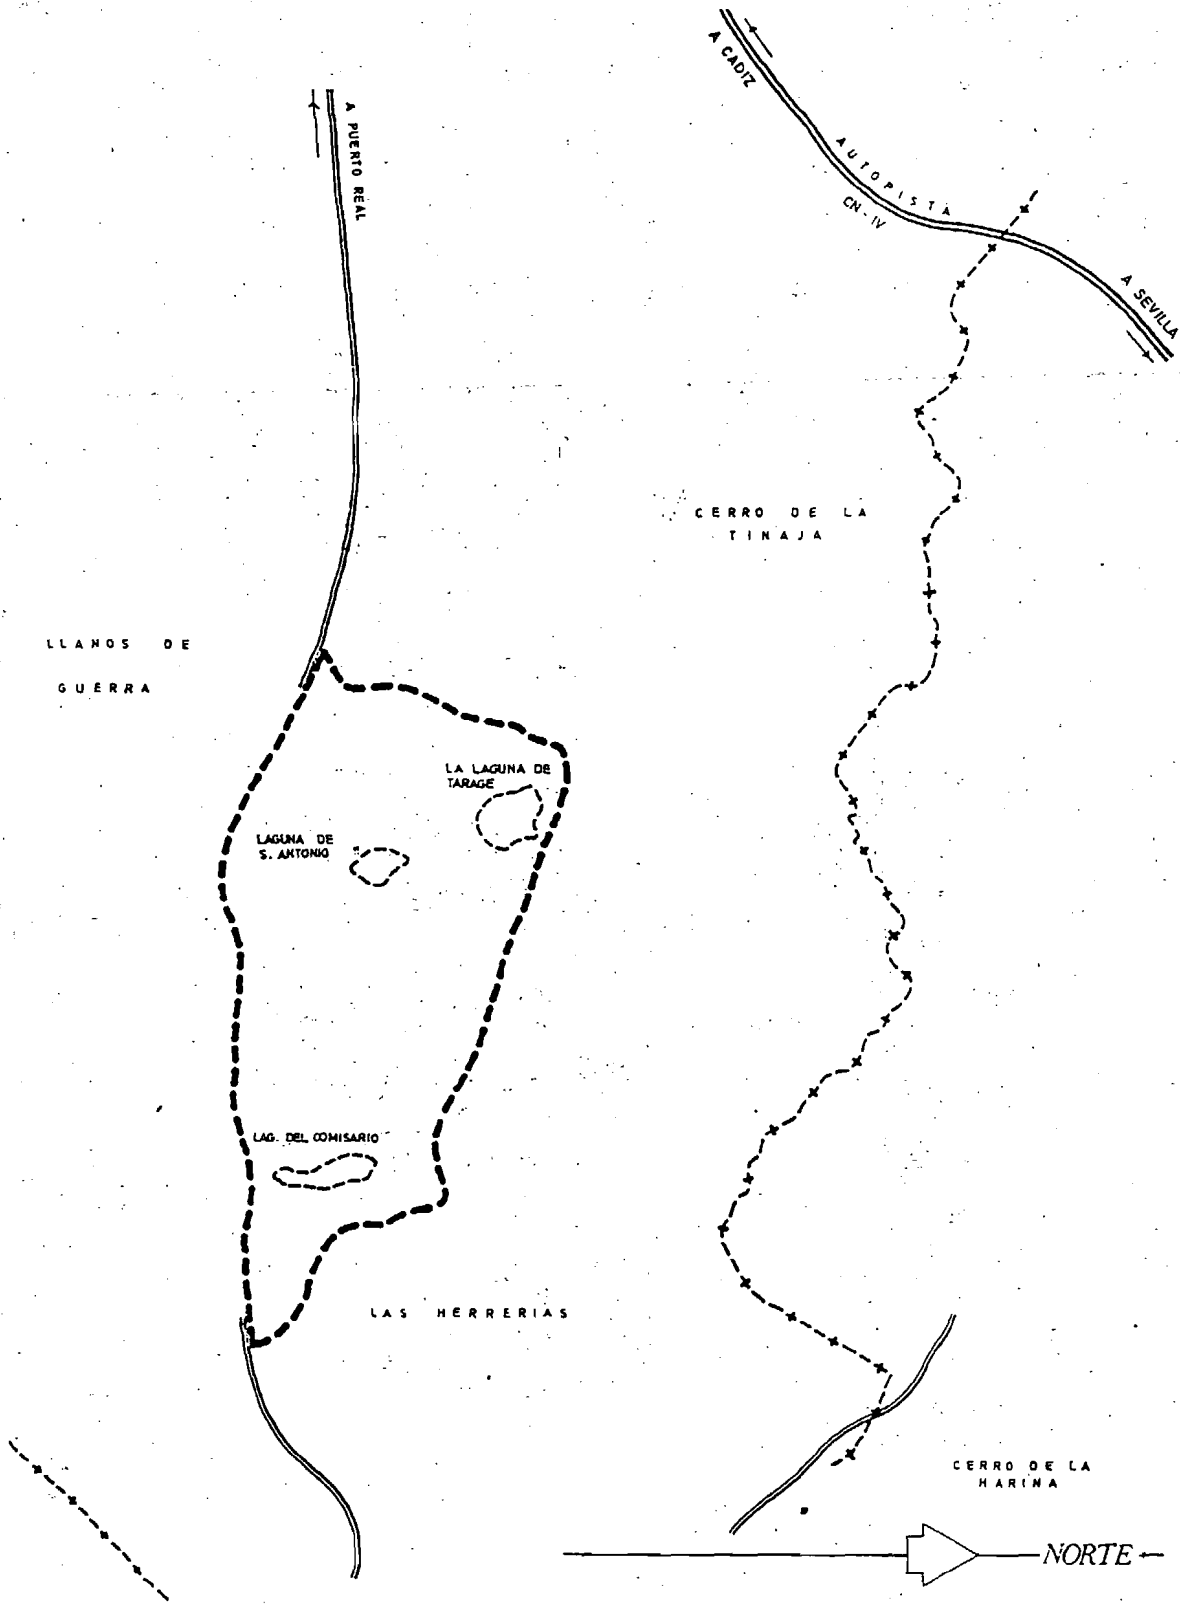 A CADIZ
A PUERTO REAL
AUTOPISTA
CN-IV
A SEVILLA
CERRO DE LA
TINAJA
LLANOS DE
GUERRA
LA LAGUNA DE
TARAGE
LAGUNA DE
S. ANTONIO
LAG. DEL COMISARIO
LAS HERRERIAS
CERRO DE LA
HARINA
NORTE